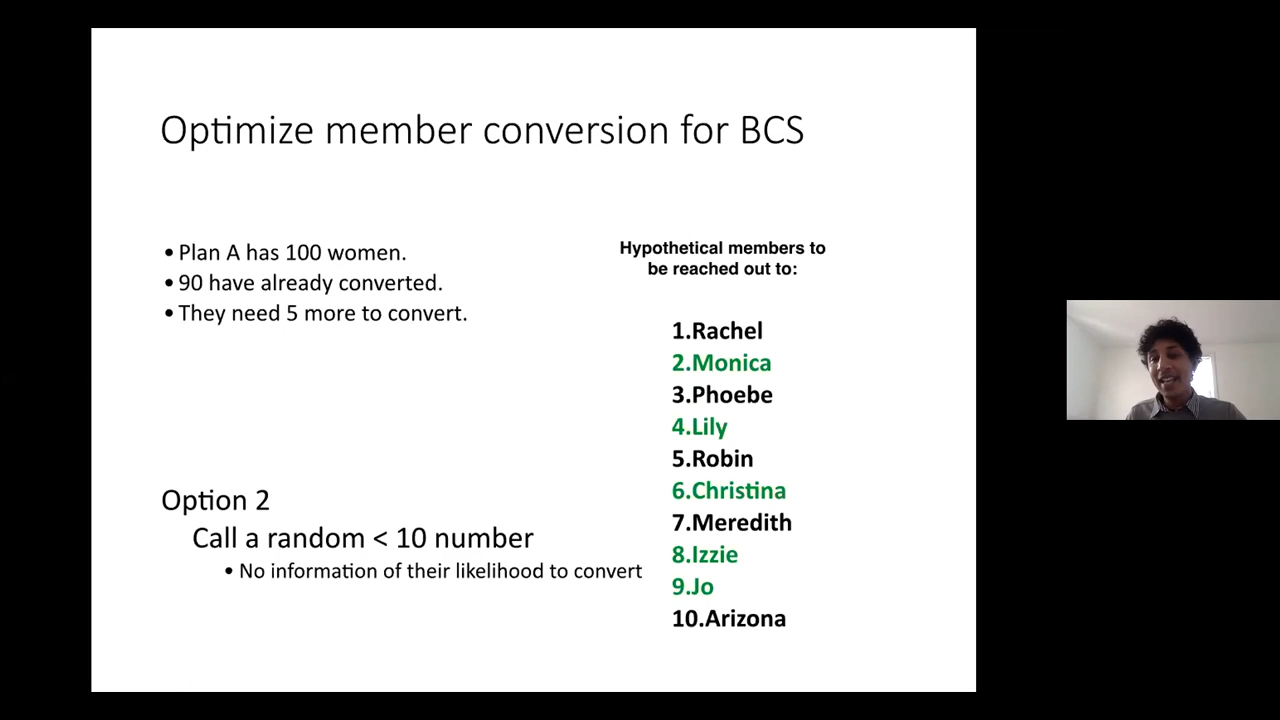 Optimize member conversion for BCS
• Plan A has 100 women.
• 90 have already converted.
• They need 5 more to convert.
Option 2
Call a random < 10 number
• No information of their likelihood to convert
Hypothetical members to
be reached out to:
1.Rachel
2.Monica
3.Phoebe
4.Lily
5.Robin
6.Christina
7.Meredith
8.Izzie
9.Jo
10.Arizona